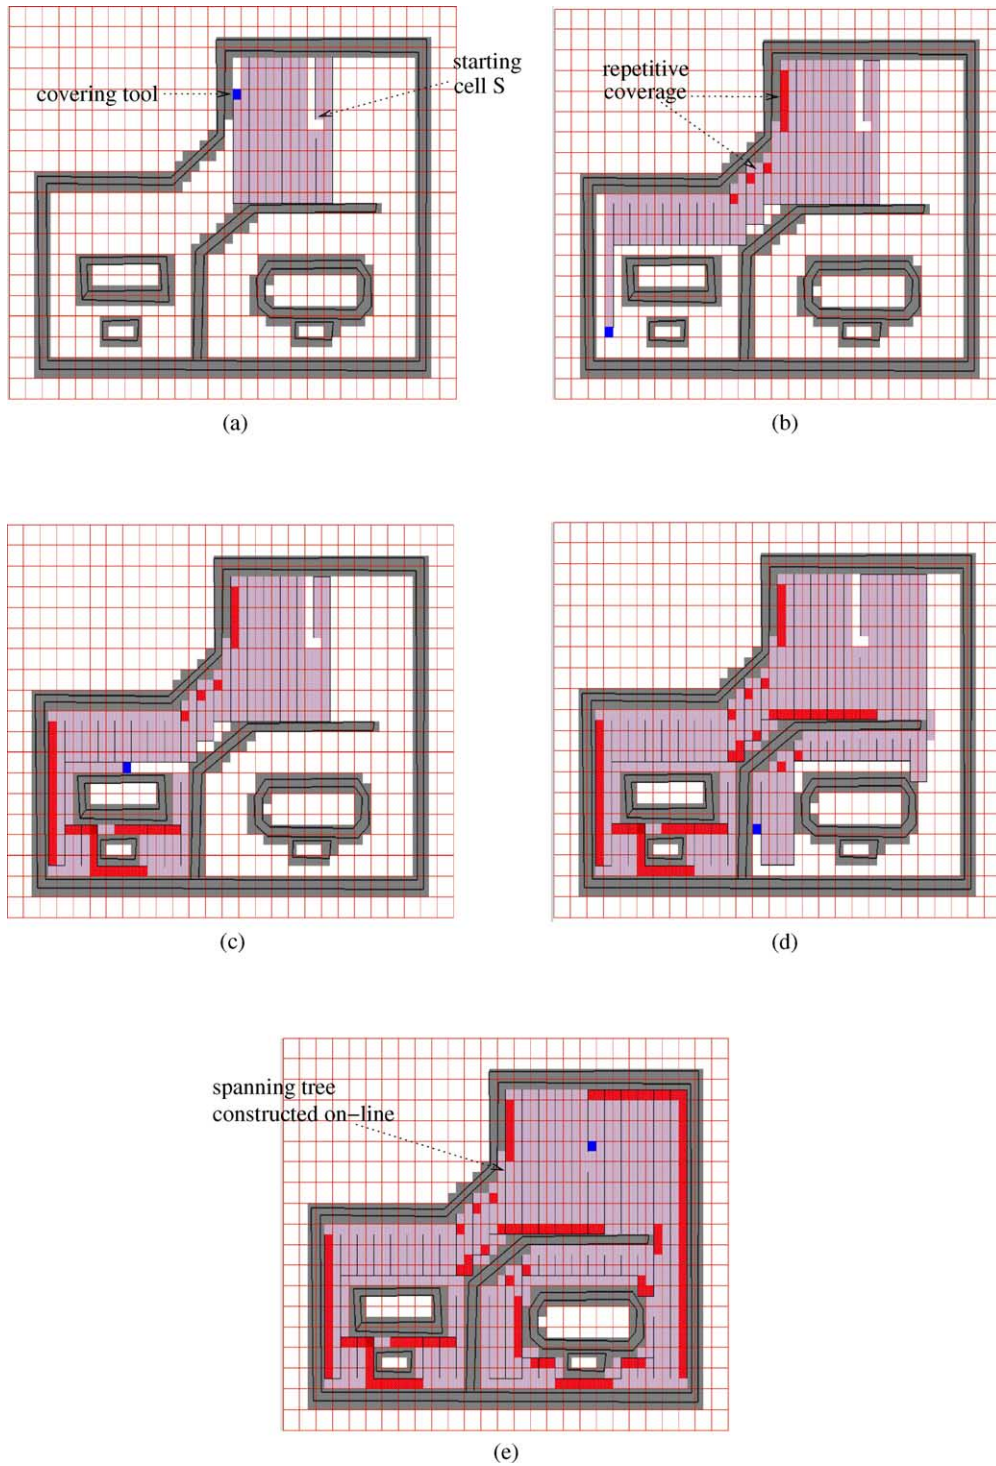 covering tool
starting
cell S
(a)
repetitive
coverage
(b)
(c)
(d)
spanning tree
constructed on-line
(e)